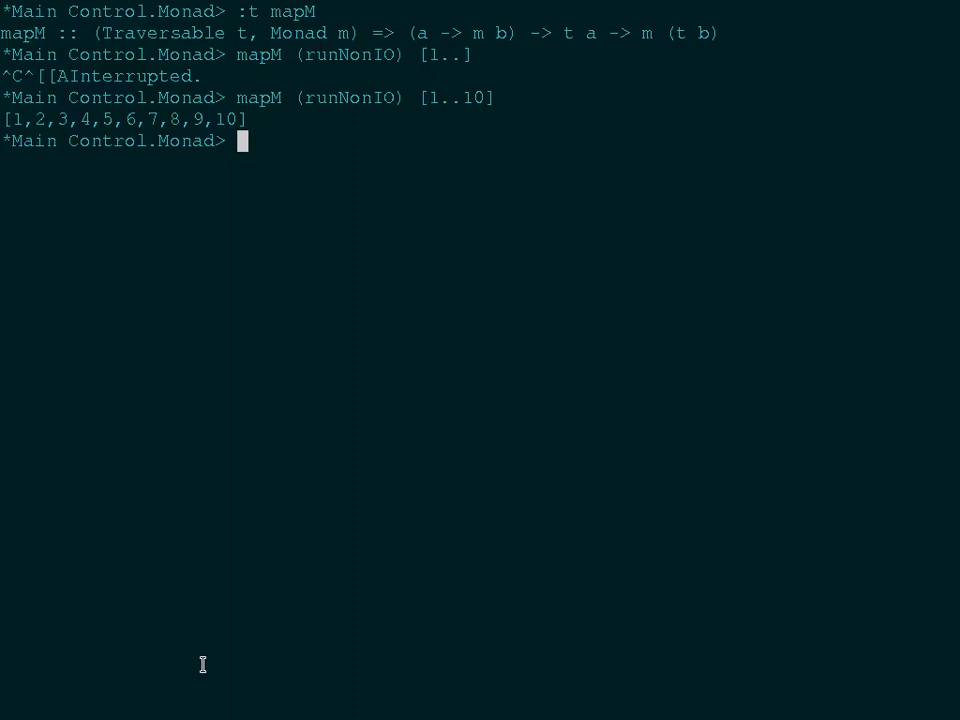 *Main Control.Monad> :t mapM
mapM :: (Traversable t, Monad m) => (a -> m b) -> t a -> m (t b)
*Main Control.Monad> mapM (runNonIO) [1..]
^C^[[AInterrupted.
*Main Control.Monad> mapM (runNonIO) [1..10]
[1,2,3,4,5,6,7,8,9,10]
*Main Control.Monad>